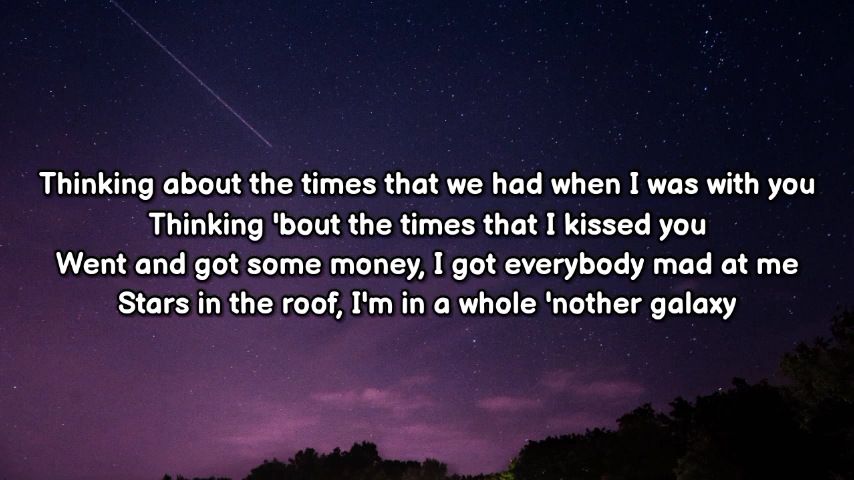 Thinking about the times that we had when I was with you
Thinking 'bout the times that I kissed you
Went and got some money, I got everybody mad at me
Stars in the roof, I'm in a whole 'nother galaxy